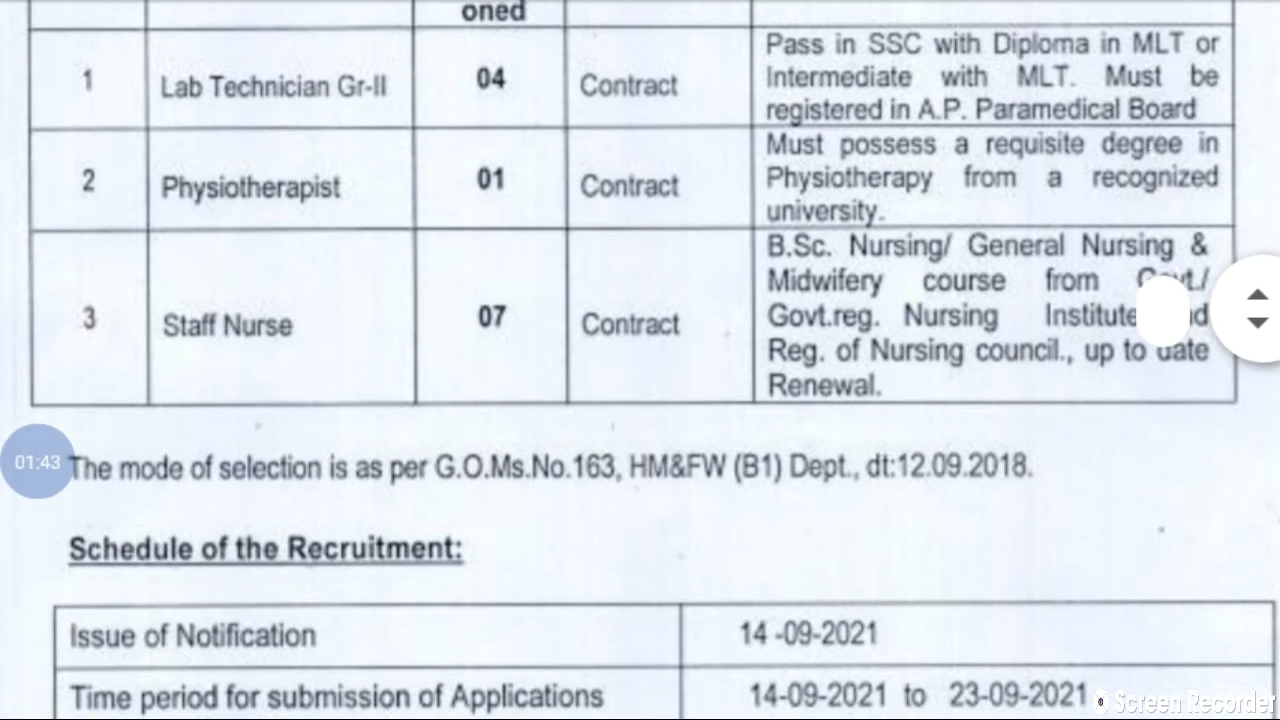 oned
1 Lab Technician Gr-II 04 Contract Pass in SSC with Diploma in MLT or
Intermediate with MLT. Must be
registered in A.P. Paramedical Board
2 Physiotherapist 01 Contract Must possess a requisite degree in
Physiotherapy from a recognized
university.
3 Staff Nurse 07 Contract B.Sc. Nursing/ General Nursing &
Midwifery course from
Govt.reg. Nursing Institute
Reg. of Nursing council., up to date
Renewal.
01:43
The mode of selection is as per G.O.Ms.No.163, HM&FW (B1) Dept., dt:12.09.2018.
Schedule of the Recruitment:
Issue of Notification 14 -09-2021
Time period for submission of Applications 14-09-2021 to 23-09-2021
Screen Recorder